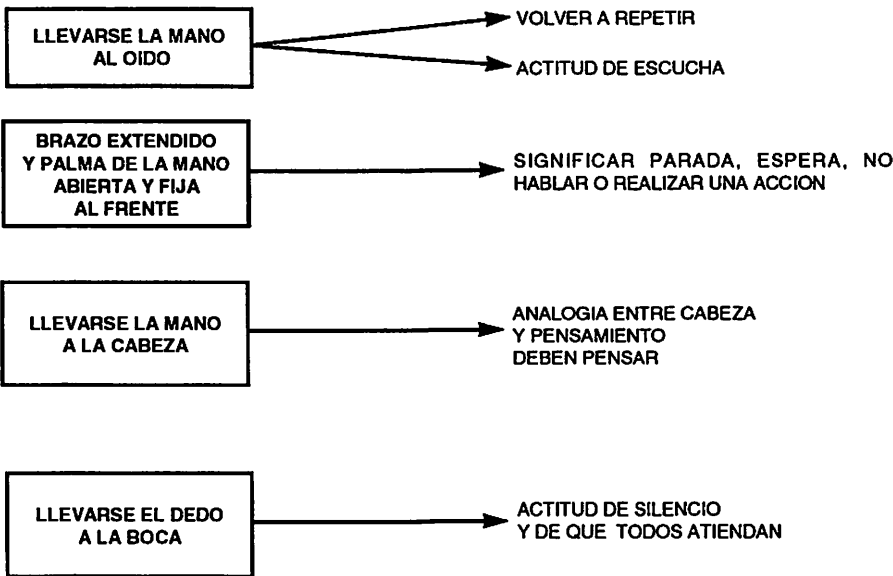 LLEVARSE LA MANO
AL OIDO
VOLVER A REPETIR
ACTITUD DE ESCUCHA
BRAZO EXTENDIDO
Y PALMA DE LA MANO
ABIERTA Y FIJA
AL FRENTE
SIGNIFICAR PARADA, ESPERA, NO
HABLAR O REALIZAR UNA ACCION
LLEVARSE LA MANO
A LA CABEZA
ANALOGIA ENTRE CABEZA
Y PENSAMIENTO
DEBEN PENSAR
LLEVARSE EL DEDO
A LA BOCA
ACTITUD DE SILENCIO
Y DE QUE TODOS ATIENDAN